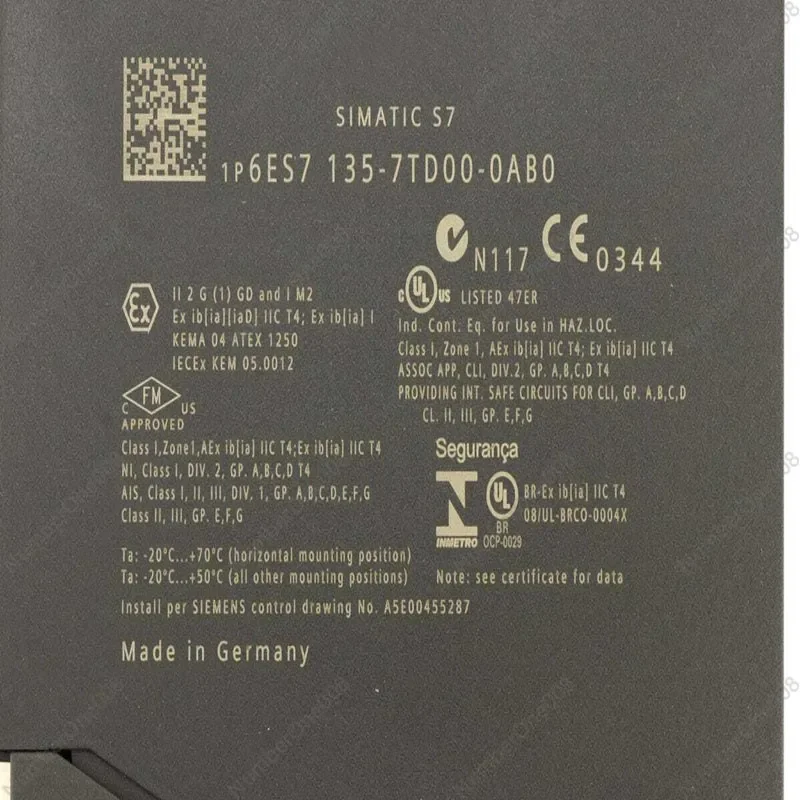 SIMATIC S7
1P6ES7 135-7TD00-0AB0
N117 CE 0344
Ex
II 2 G (1) GD and I M2
Ex ib[ia][iaD] IIC T4; Ex ib[ia] I
KEMA 04 ATEX 1250
IECEx KEM 05.0012
C UL US LISTED 47ER
Ind. Cont. Eq. for Use in HAZ.LOC.
Class I, Zone 1, AEx ib[ia] IIC T4; Ex ib[ia] IIC T4
ASSOC APP, CLI, DIV.2, GP. A,B,C,D T4
PROVIDING INT. SAFE CIRCUITS FOR CLI, GP. A,B,C,D
CL. II, III, GP. E,F,G
C FM US
APPROVED
Class I,Zone1,AEx ib[ia] IIC T4;Ex ib[ia] IIC T4
NI, Class I, DIV. 2, GP. A,B,C,D T4
AIS, Class I, II, III, DIV. 1, GP. A,B,C,D,E,F,G
Class II, III, GP. E,F,G
Segurança
INMETRO
UL
BR
OCP-0029
BR-Ex ib[ia] IIC T4
08/UL-BRCO-0004X
Ta: -20°C...+70°C (horizontal mounting position)
Ta: -20°C...+50°C (all other mounting positions)
Note: see certificate for data
Install per SIEMENS control drawing No. A5E00455287
Made in Germany